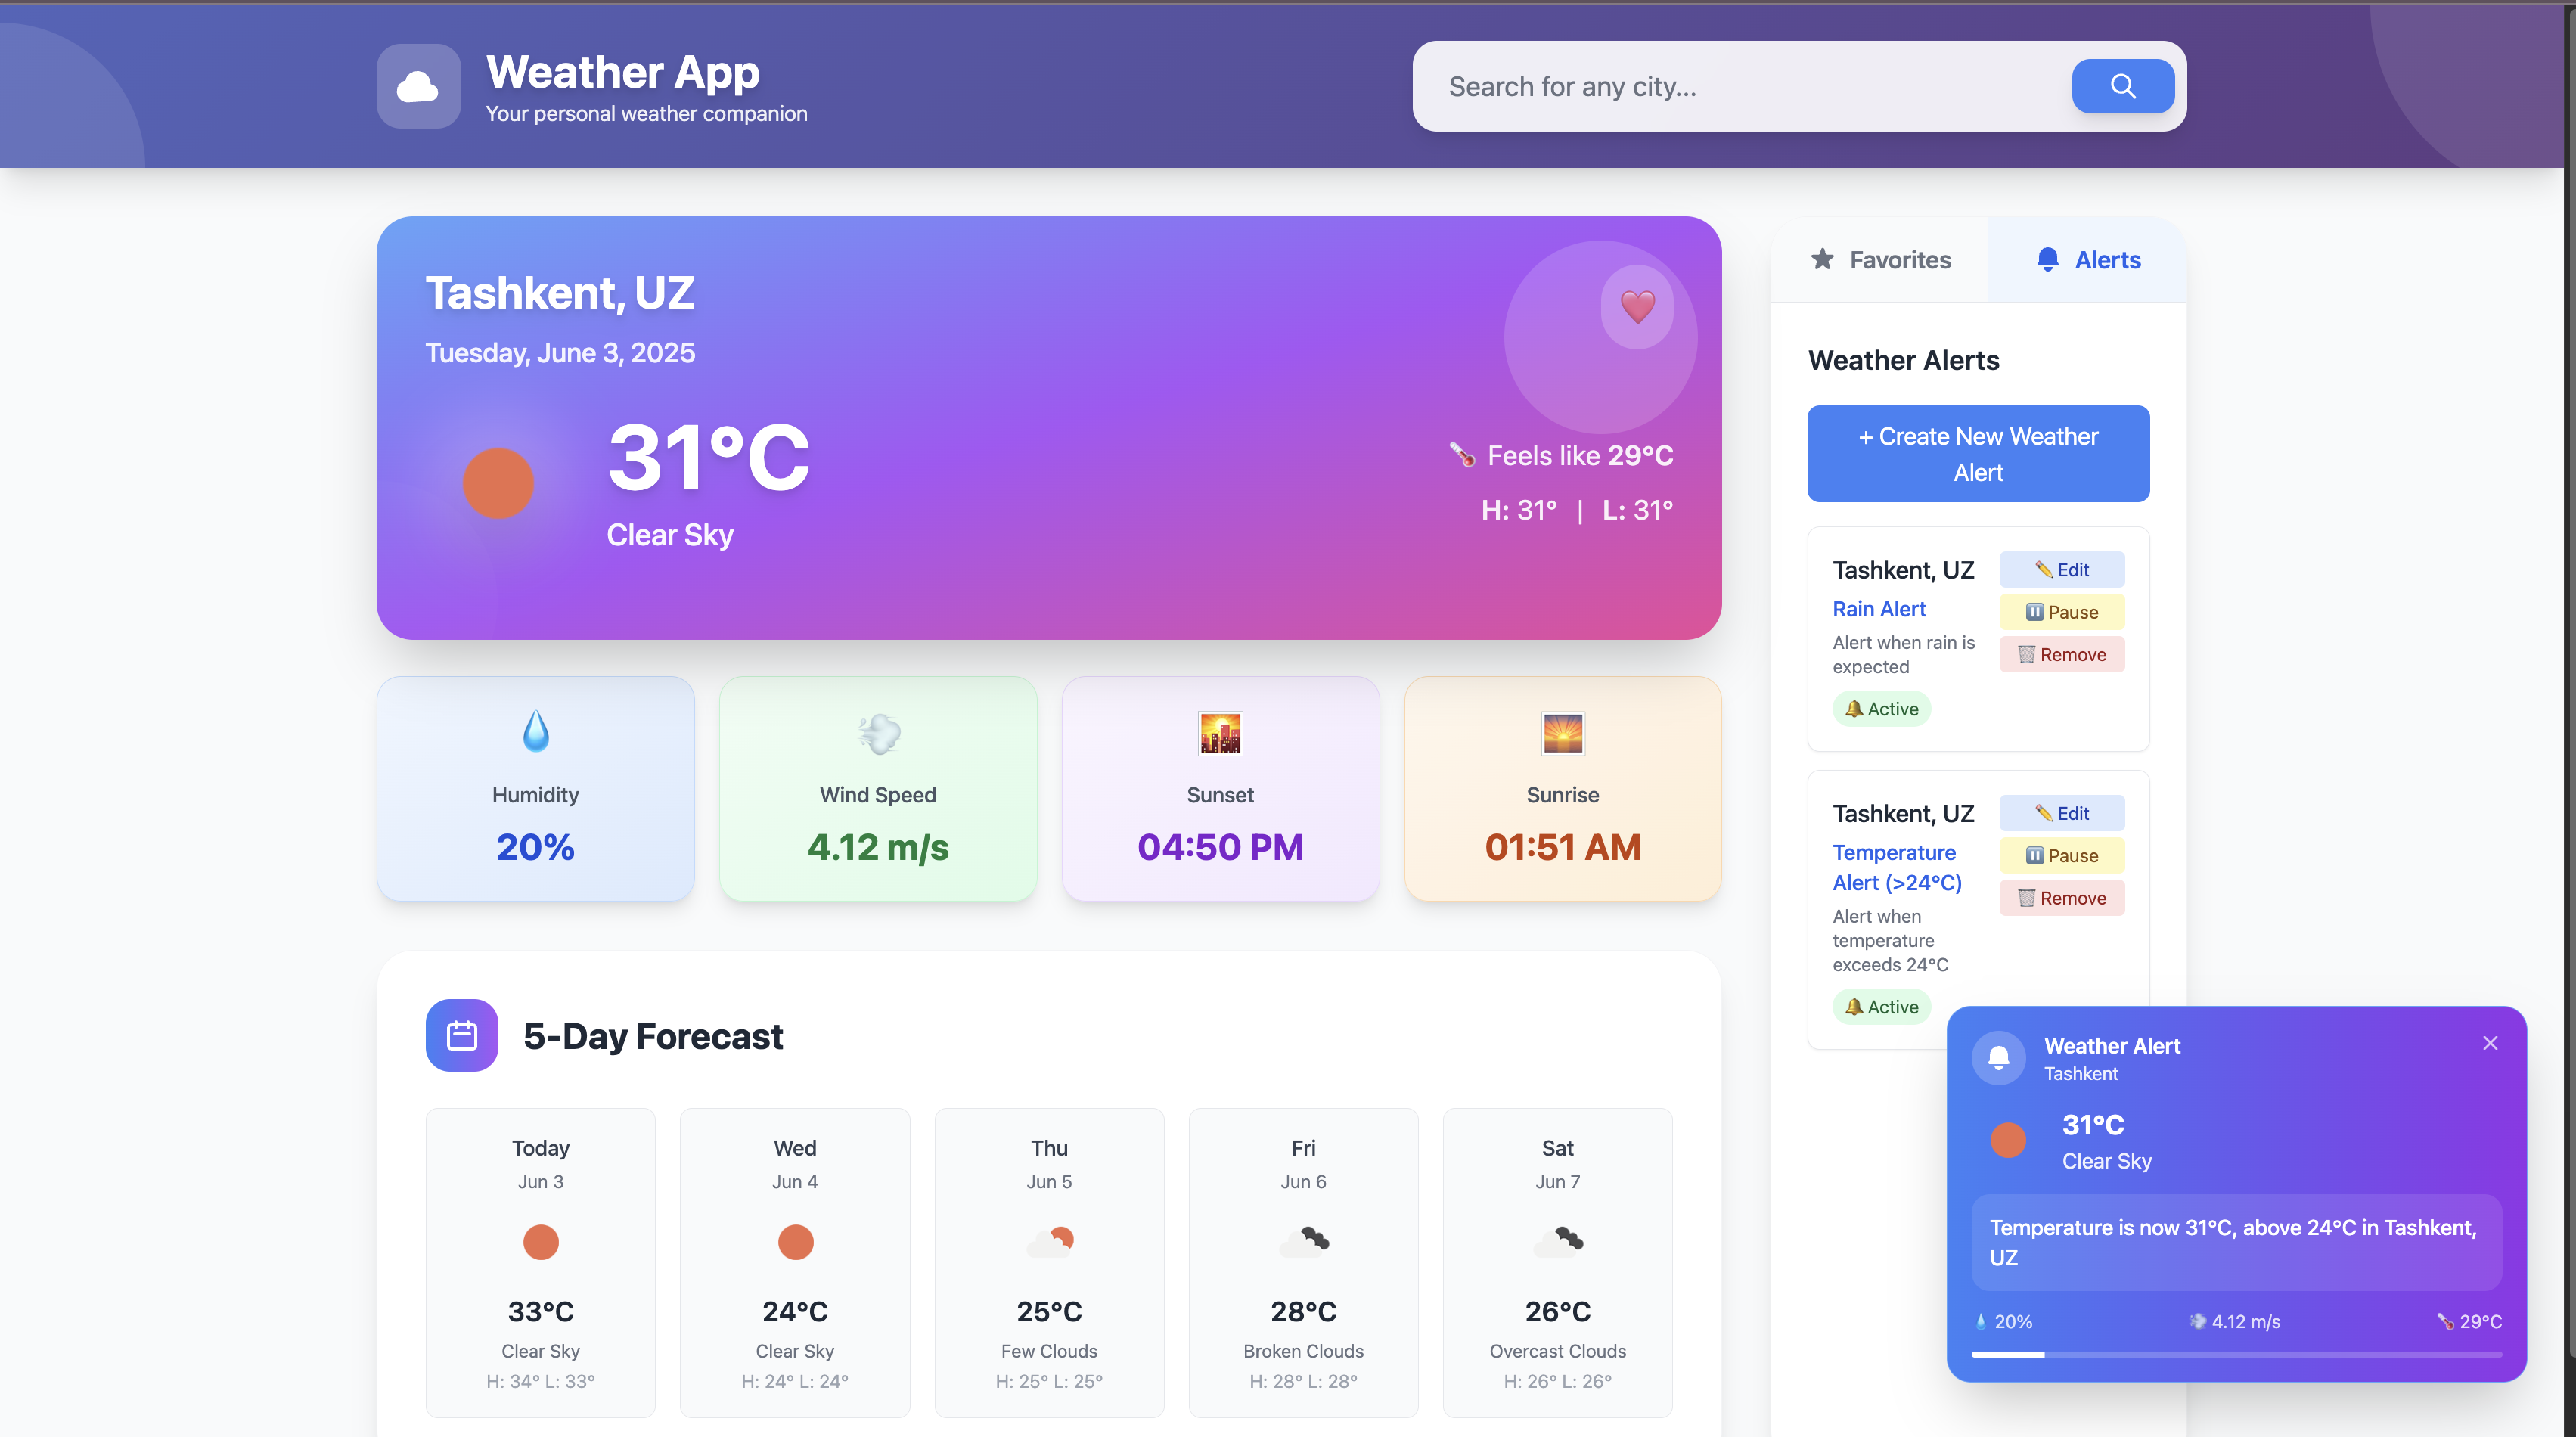 Weather App
Your personal weather companion
Search for any city...
Tashkent, UZ
Tuesday, June 3, 2025
31°C
Clear Sky
Feels like 29°C
H: 31° | L: 31°
Humidity
20%
Wind Speed
4.12 m/s
Sunset
04:50 PM
Sunrise
01:51 AM
5-Day Forecast
Today
Jun 3
33°C
Clear Sky
H: 34° L: 33°
Wed
Jun 4
24°C
Clear Sky
H: 24° L: 24°
Thu
Jun 5
25°C
Few Clouds
H: 25° L: 25°
Fri
Jun 6
28°C
Broken Clouds
H: 28° L: 28°
Sat
Jun 7
26°C
Overcast Clouds
H: 26° L: 26°
Favorites
Alerts
Weather Alerts
+ Create New Weather
Alert
Tashkent, UZ
Rain Alert
Alert when rain is
expected
Active
Edit
Pause
Remove
Tashkent, UZ
Temperature
Alert (>24°C)
Alert when
temperature
exceeds 24°C
Active
Edit
Pause
Remove
Weather Alert
Tashkent
31°C
Clear Sky
Temperature is now 31°C, above 24°C in Tashkent,
UZ
20%
4.12 m/s
29°C